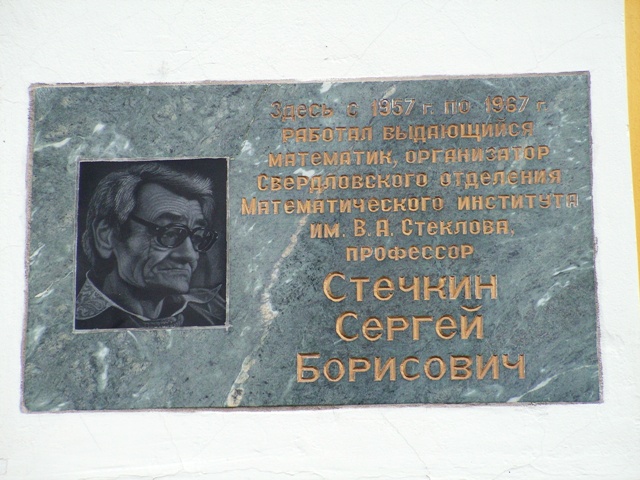 Здесь с 1957 г. по 1967 г.
работал выдающийся
математик, организатор
Свердловского отделения
Математического института
им. В.А. Стеклова,
профессор
Стечкин
Сергей
Борисович